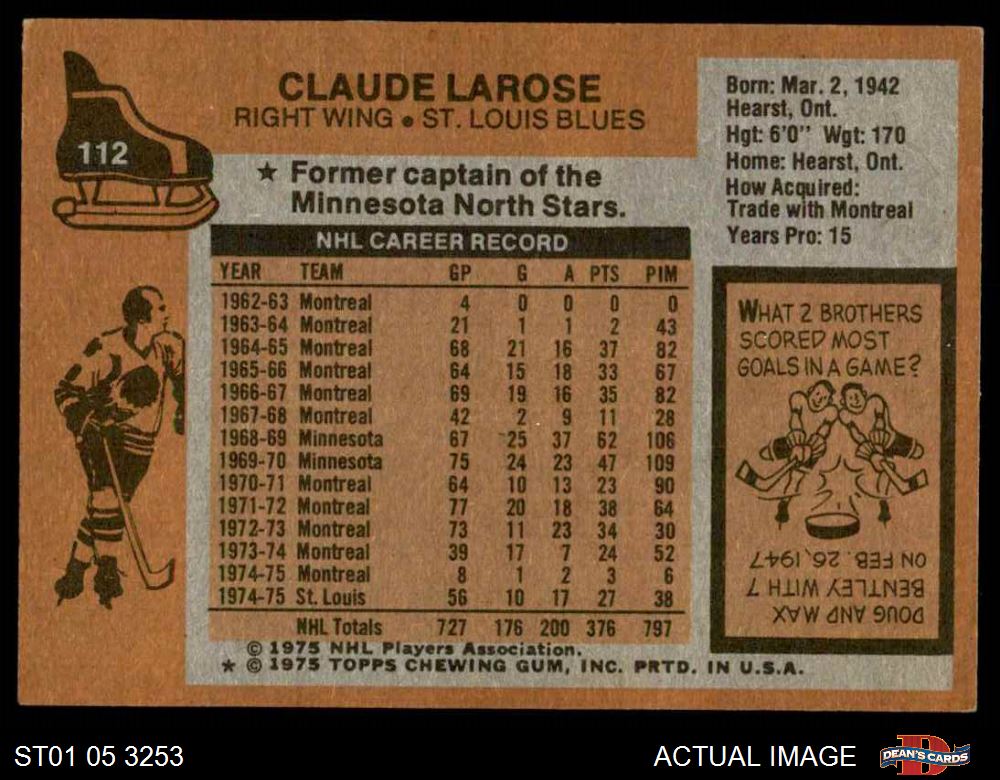 112
CLAUDE LAROSE
RIGHT WING • ST. LOUIS BLUES
★ Former captain of the
Minnesota North Stars.
Born: Mar. 2, 1942
Hearst, Ont.
Hgt: 6'0" Wgt: 170
Home: Hearst, Ont.
How Acquired:
Trade with Montreal
Years Pro: 15
NHL CAREER RECORD
YEAR TEAM GP G A PTS PIM
1962-63 Montreal 4 0 0 0 0
1963-64 Montreal 21 1 1 2 43
1964-65 Montreal 68 21 16 37 82
1965-66 Montreal 64 15 18 33 67
1966-67 Montreal 69 19 16 35 82
1967-68 Montreal 42 2 9 11 28
1968-69 Minnesota 67 25 37 62 106
1969-70 Minnesota 75 24 23 47 109
1970-71 Montreal 64 10 13 23 90
1971-72 Montreal 77 20 18 38 64
1972-73 Montreal 73 11 23 34 30
1973-74 Montreal 39 17 7 24 52
1974-75 Montreal 8 1 2 3 6
1974-75 St. Louis 56 10 17 27 38
NHL Totals 727 176 200 376 797
WHAT 2 BROTHERS
SCORED MOST
GOALS IN A GAME?
DOUG AND MAX
BENTLEY WITH 7
ON FEB. 26, 1947
© 1975 NHL Players Association.
★ © 1975 TOPPS CHEWING GUM, INC. PRTD. IN U.S.A.
ST01 05 3253
ACTUAL IMAGE
D
DEAN'S CARDS